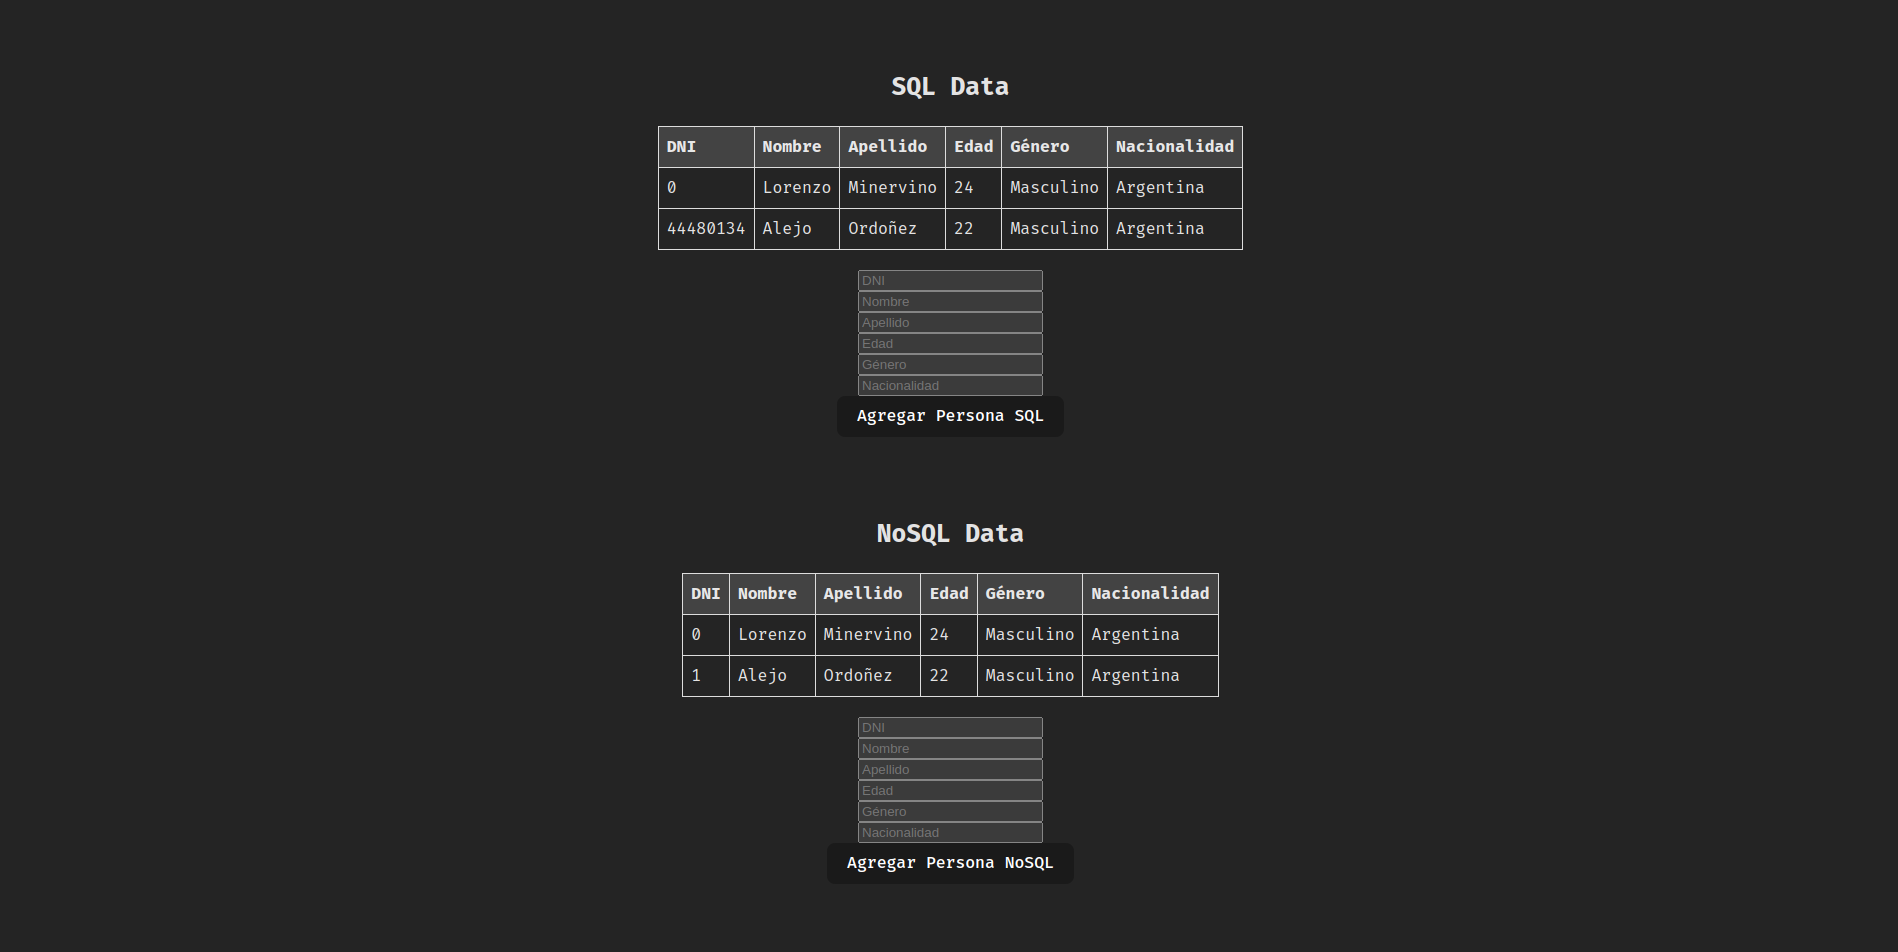 SQL Data
DNI Nombre Apellido Edad Género Nacionalidad
0 Lorenzo Minervino 24 Masculino Argentina
44480134 Alejo Ordoñez 22 Masculino Argentina
DNI
Nombre
Apellido
Edad
Género
Nacionalidad
Agregar Persona SQL
NoSQL Data
DNI Nombre Apellido Edad Género Nacionalidad
0 Lorenzo Minervino 24 Masculino Argentina
1 Alejo Ordoñez 22 Masculino Argentina
DNI
Nombre
Apellido
Edad
Género
Nacionalidad
Agregar Persona NoSQL